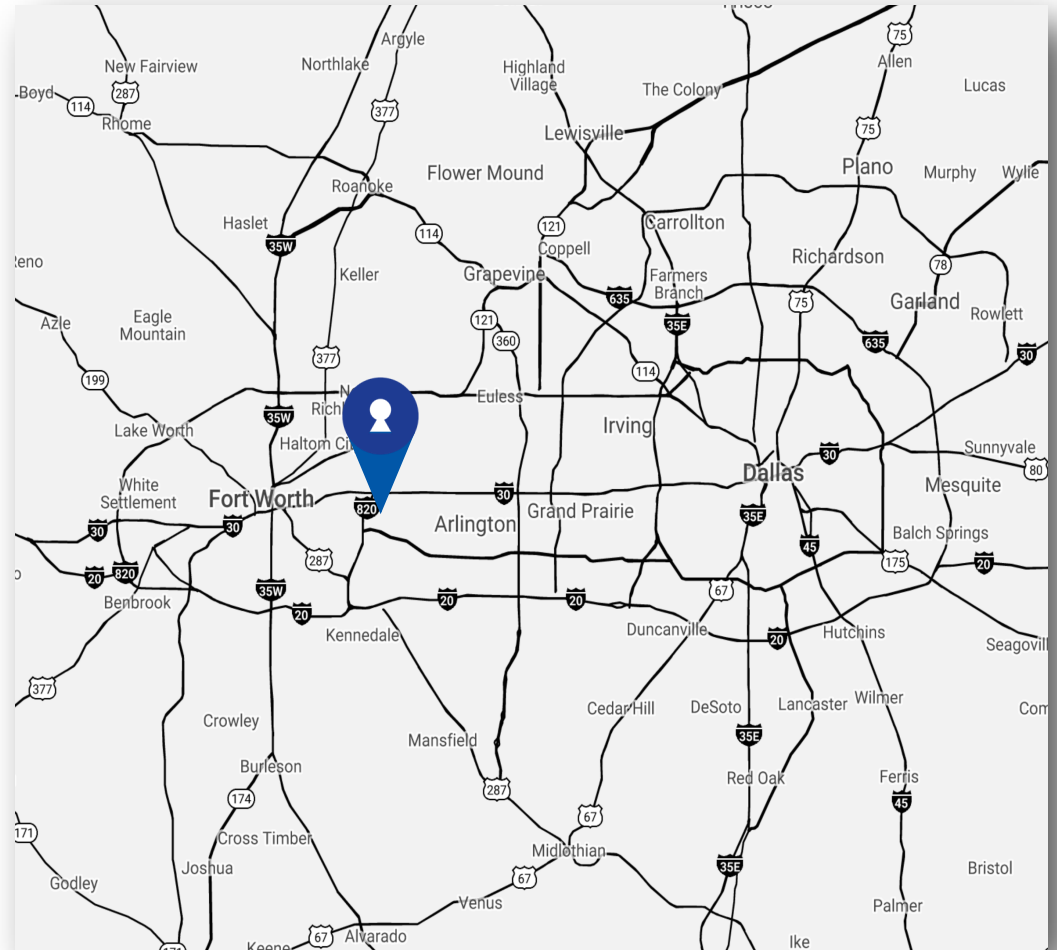 Argyle
75
New Fairview
Northlake
Highland
Village
Allen
Boyd
114
287
377
The Colony
Lucas
Rhome
Lewisville
75
Flower Mound
Plano
Murphy
Wylie
Roanoke
Haslet
114
121
Carrollton
35W
Coppell
Richardson
78
Keller
Grapevine
Farmers
Branch
635
75
Garland
Rowlett
Azle
Eagle
Mountain
121
35E
360
635
30
377
199
114
Euless
35W
Lake Worth
Haltom
Irving
30
Sunnyvale
80
White
Settlement
Fort Worth
820
30
Dallas
Mesquite
Arlington
Grand Prairie
35E
30
30
287
45
Balch Springs
175
20
20
820
Benbrook
35W
20
20
20
67
Kennedale
Duncanville
20
Hutchins
377
Crowley
Cedar Hill
DeSoto
Lancaster
Wilmer
Mansfield
35E
Burleson
287
Red Oak
Ferris
174
67
45
171
Cross Timber
Midlothian
Joshua
35E
Godley
67
Bristol
Venus
Palmer
67
Alvarado
Ike